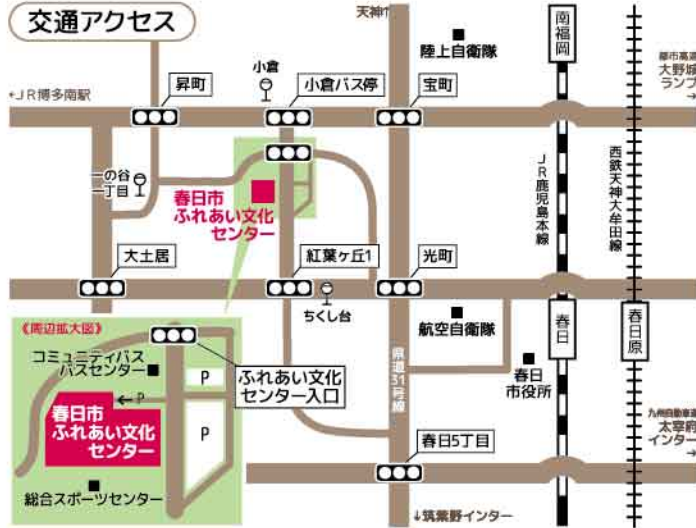 交通アクセス
天神↑
陸上自衛隊
南福岡
都市高速
大野城
ランプ
→
←JR博多南駅
昇町
小倉
小倉バス停
宝町
一の谷
一丁目
春日市
ふれあい文化
センター
JR鹿児島本線
西鉄天神大牟田線
大土居
紅葉ヶ丘1
光町
ちくし台
航空自衛隊
春日
春日原
県道31号線
春日
市役所
《周辺拡大図》
コミュニティバス
バスセンター
P
ふれあい文化
センター入口
←P
春日市
ふれあい文化
センター
P
総合スポーツセンター
春日5丁目
九州自動車道
太宰府
インター
→
↓筑紫野インター